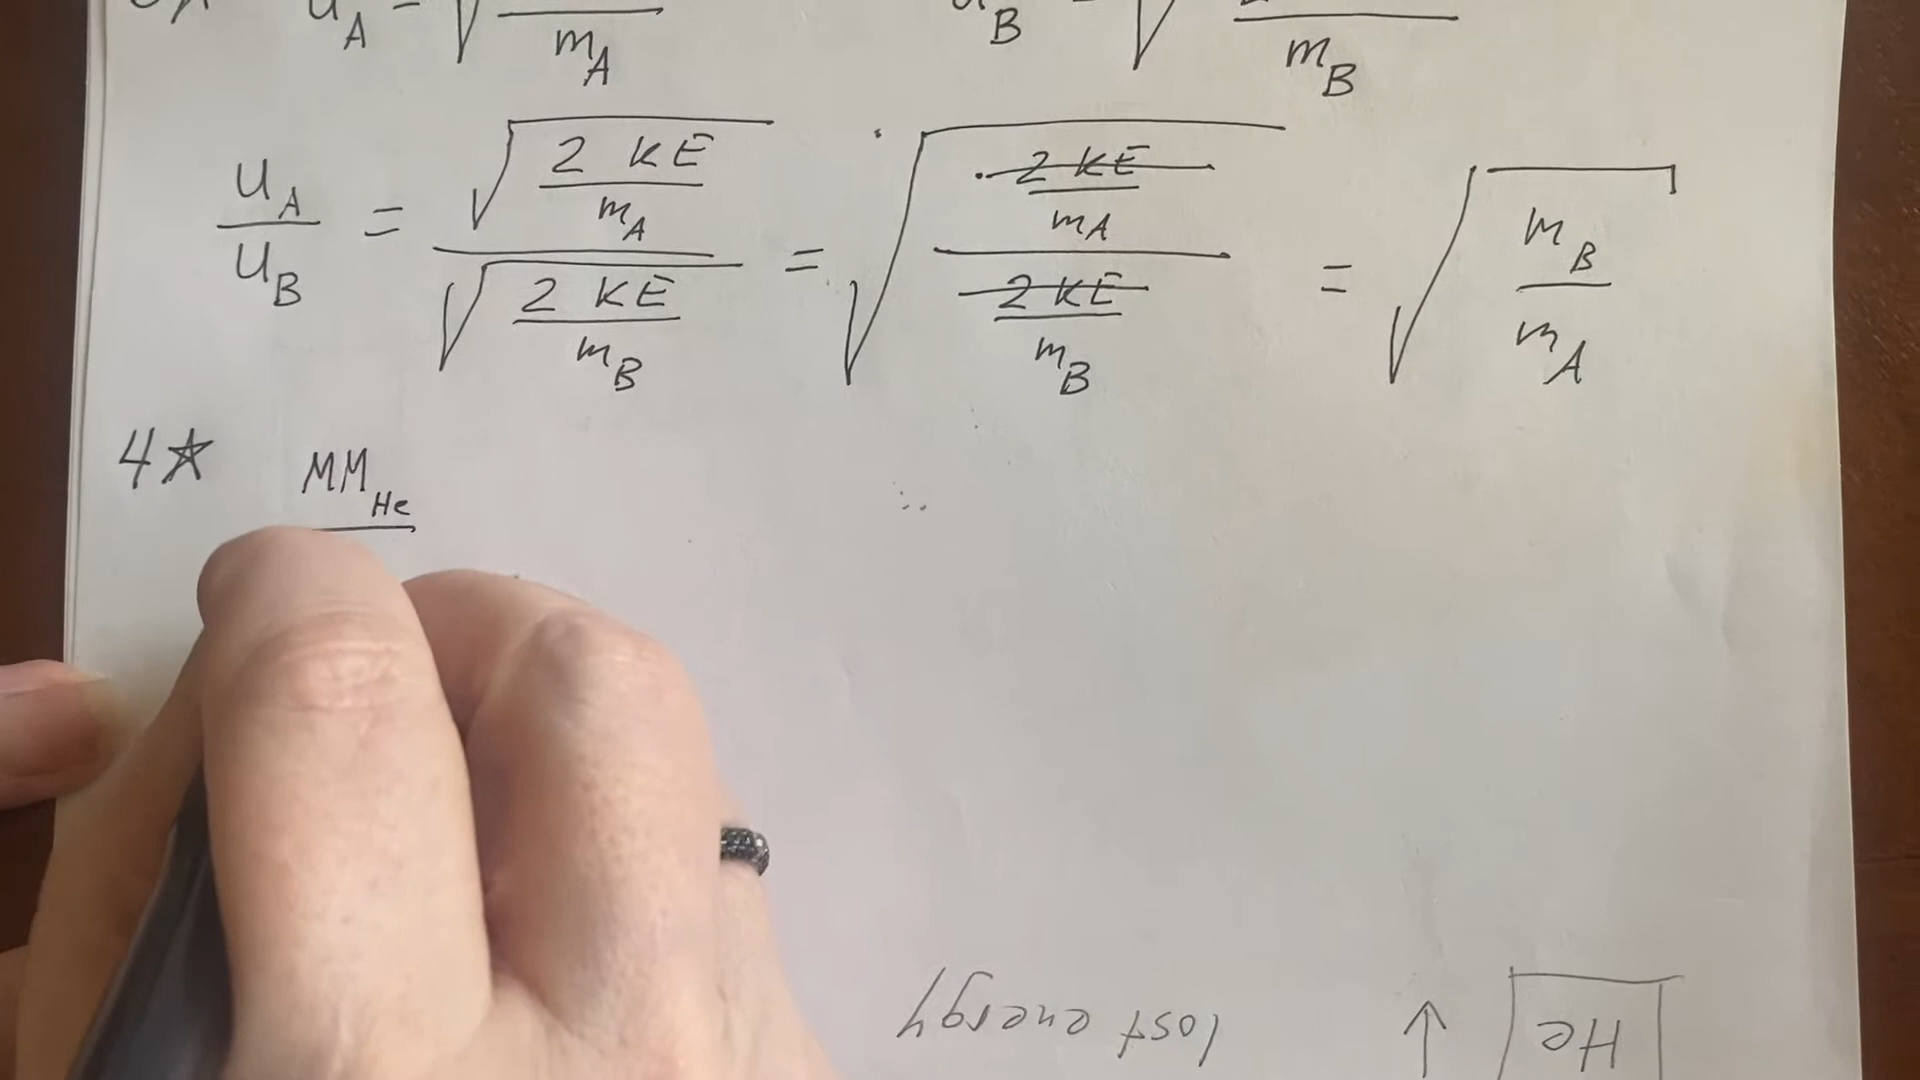 u_A = √ m_A u_B = √ m_B
u_A / u_B = √(2 KE / m_A) / √(2 KE / m_B) = √((2 KE / m_A) / (2 KE / m_B)) = √(m_B / m_A)
4☆ MM_He
lost energy ↑ He